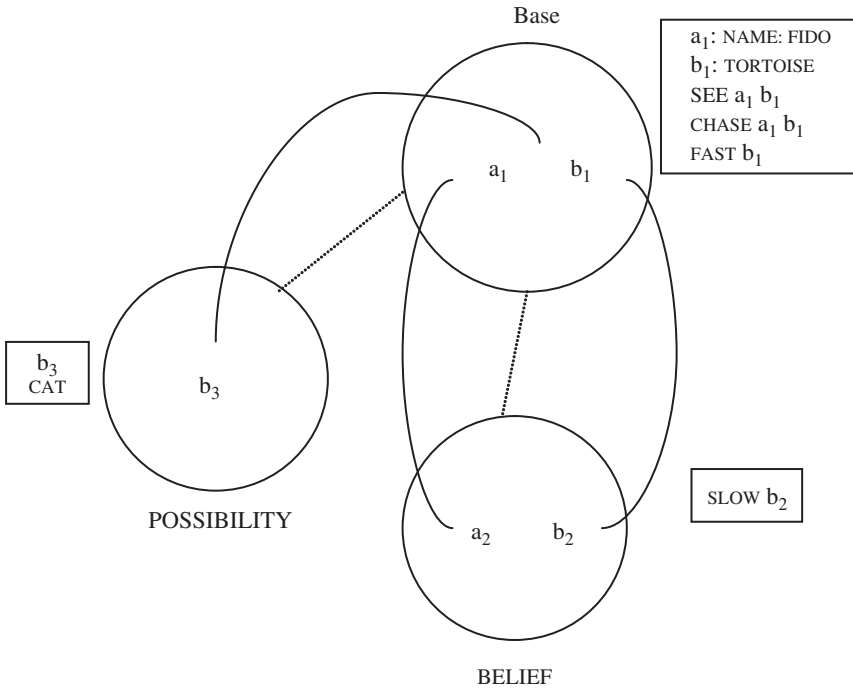 Base
a₁: NAME: FIDO
b₁: TORTOISE
SEE a₁ b₁
CHASE a₁ b₁
FAST b₁
a₁ b₁
b₃
CAT
b₃
POSSIBILITY
SLOW b₂
a₂ b₂
BELIEF